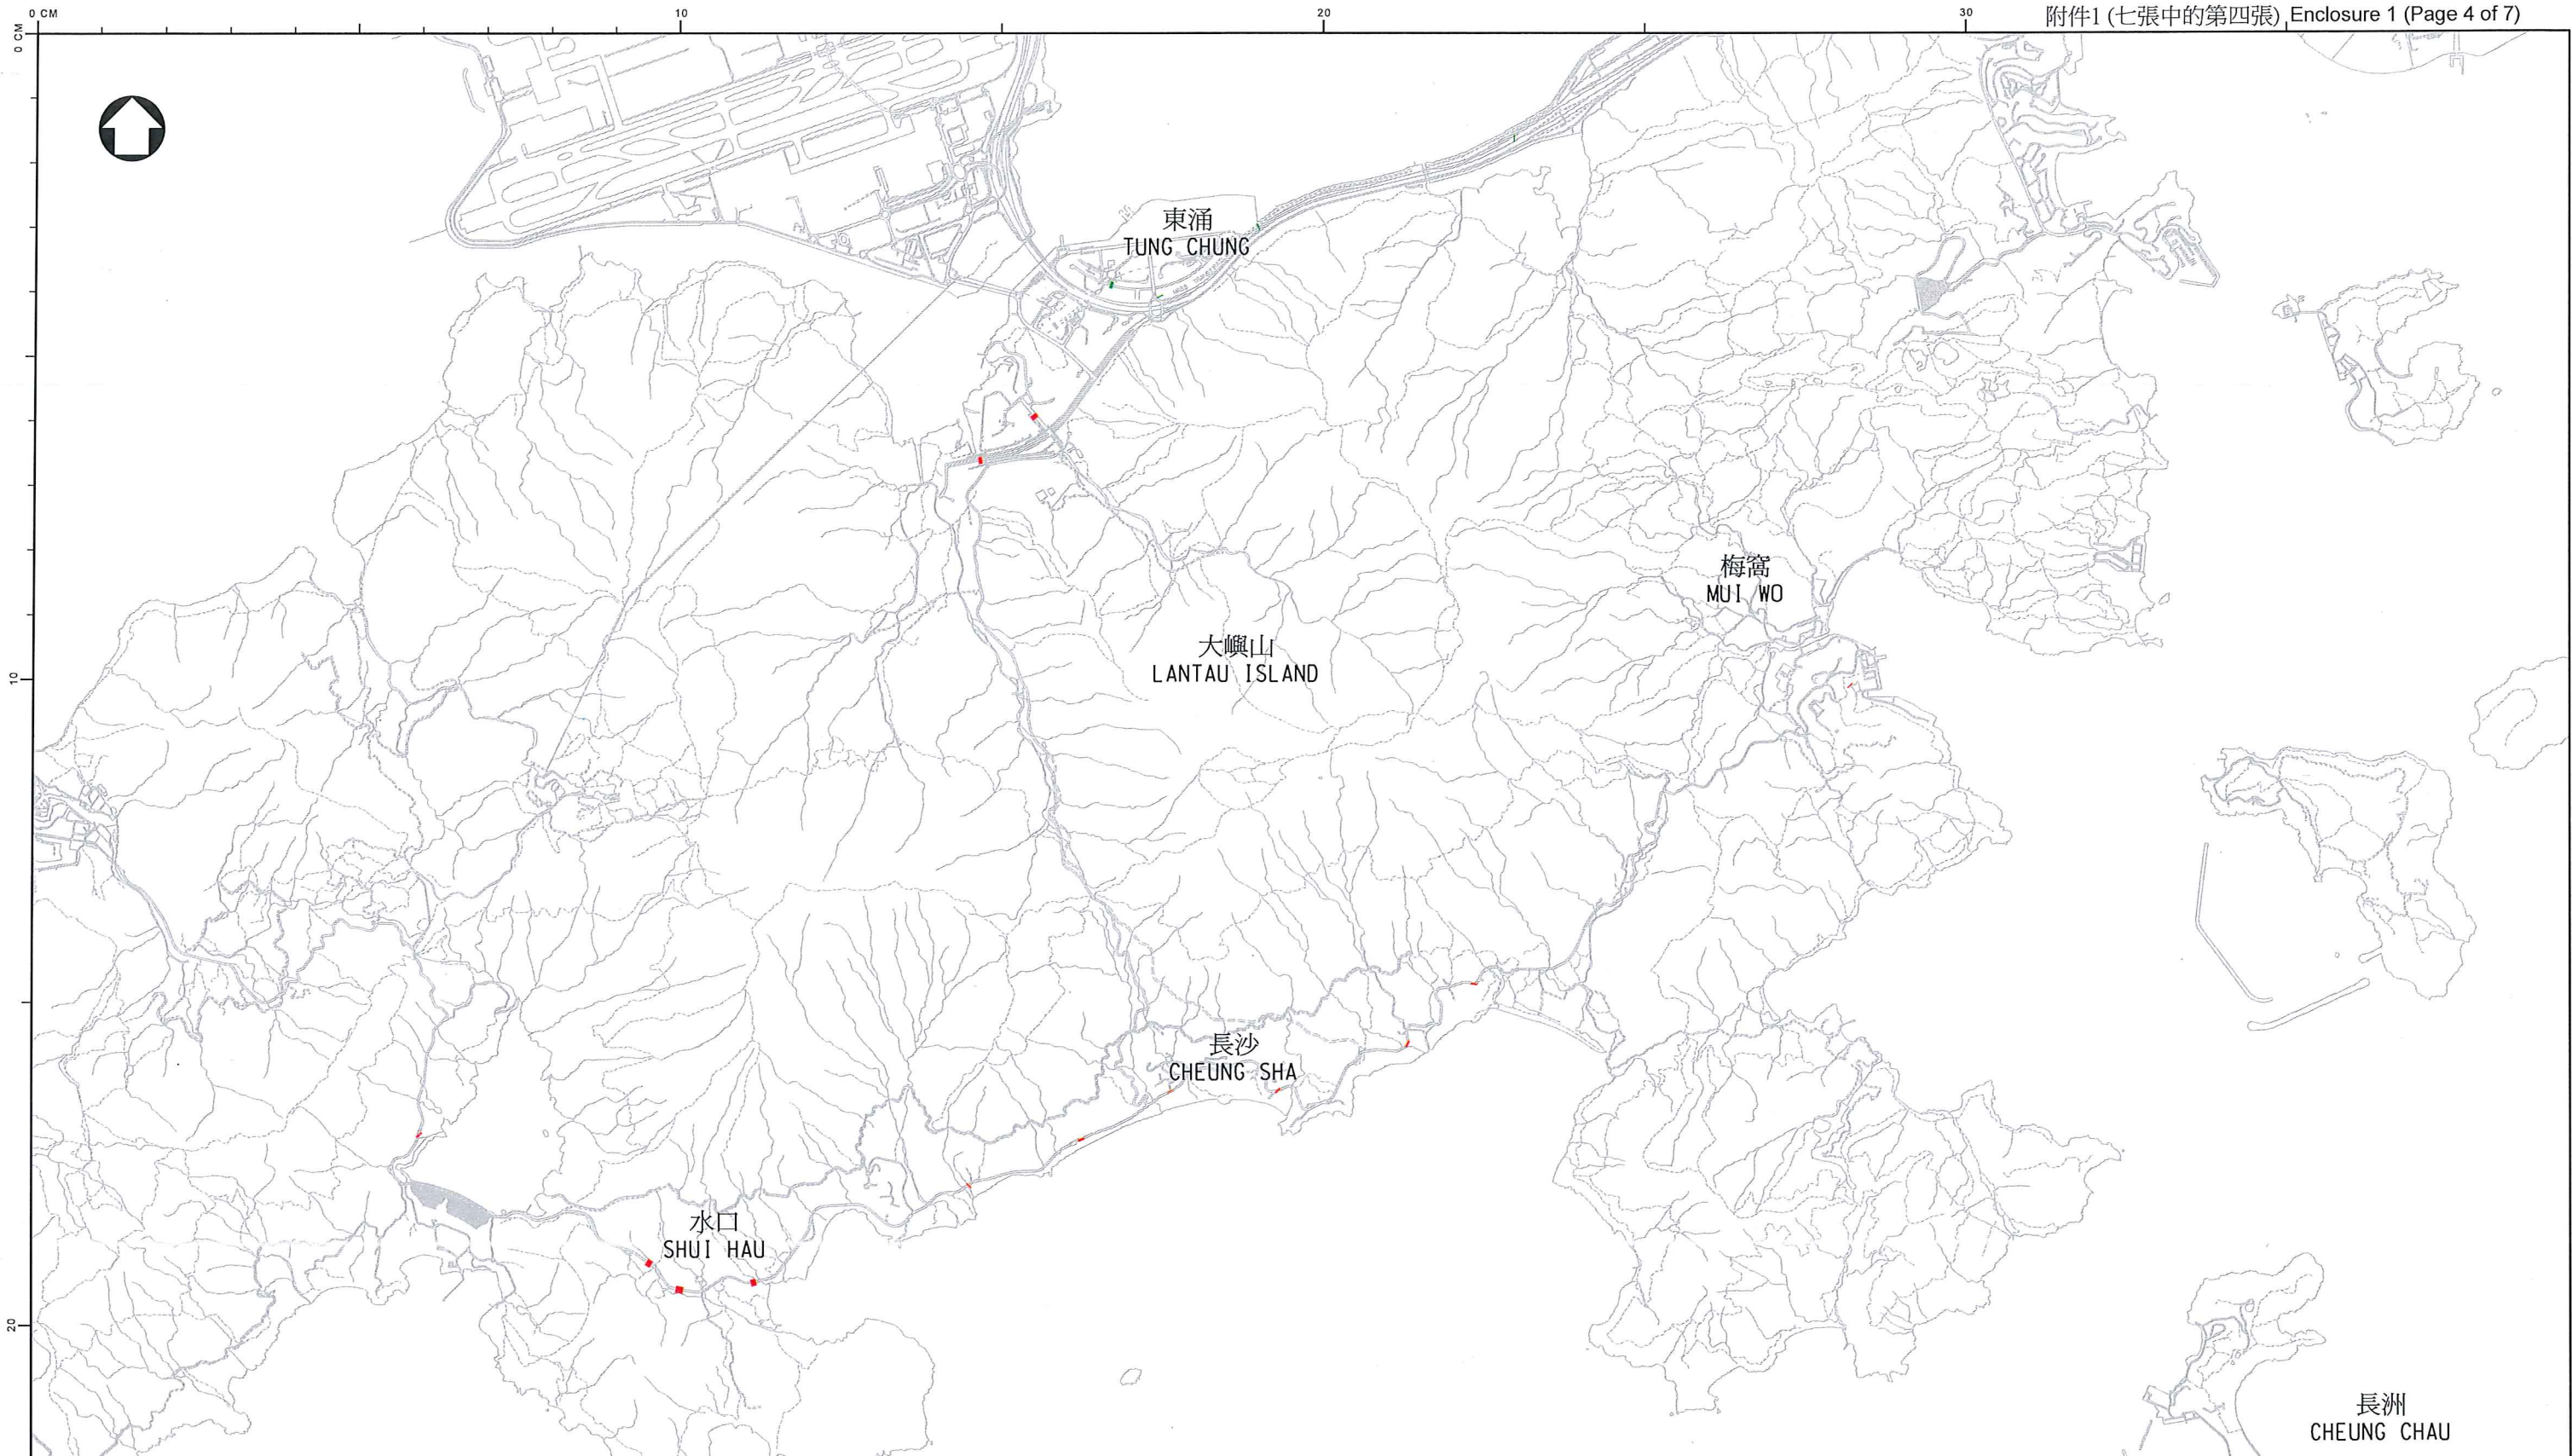 0 CM
10
20
30
附件1 (七張中的第四張) Enclosure 1 (Page 4 of 7)
0 CM
東涌
TUNG CHUNG
梅窩
MUI WO
大嶼山
LANTAU ISLAND
10
長沙
CHEUNG SHA
水口
SHUI HAU
20
長洲
CHEUNG CHAU